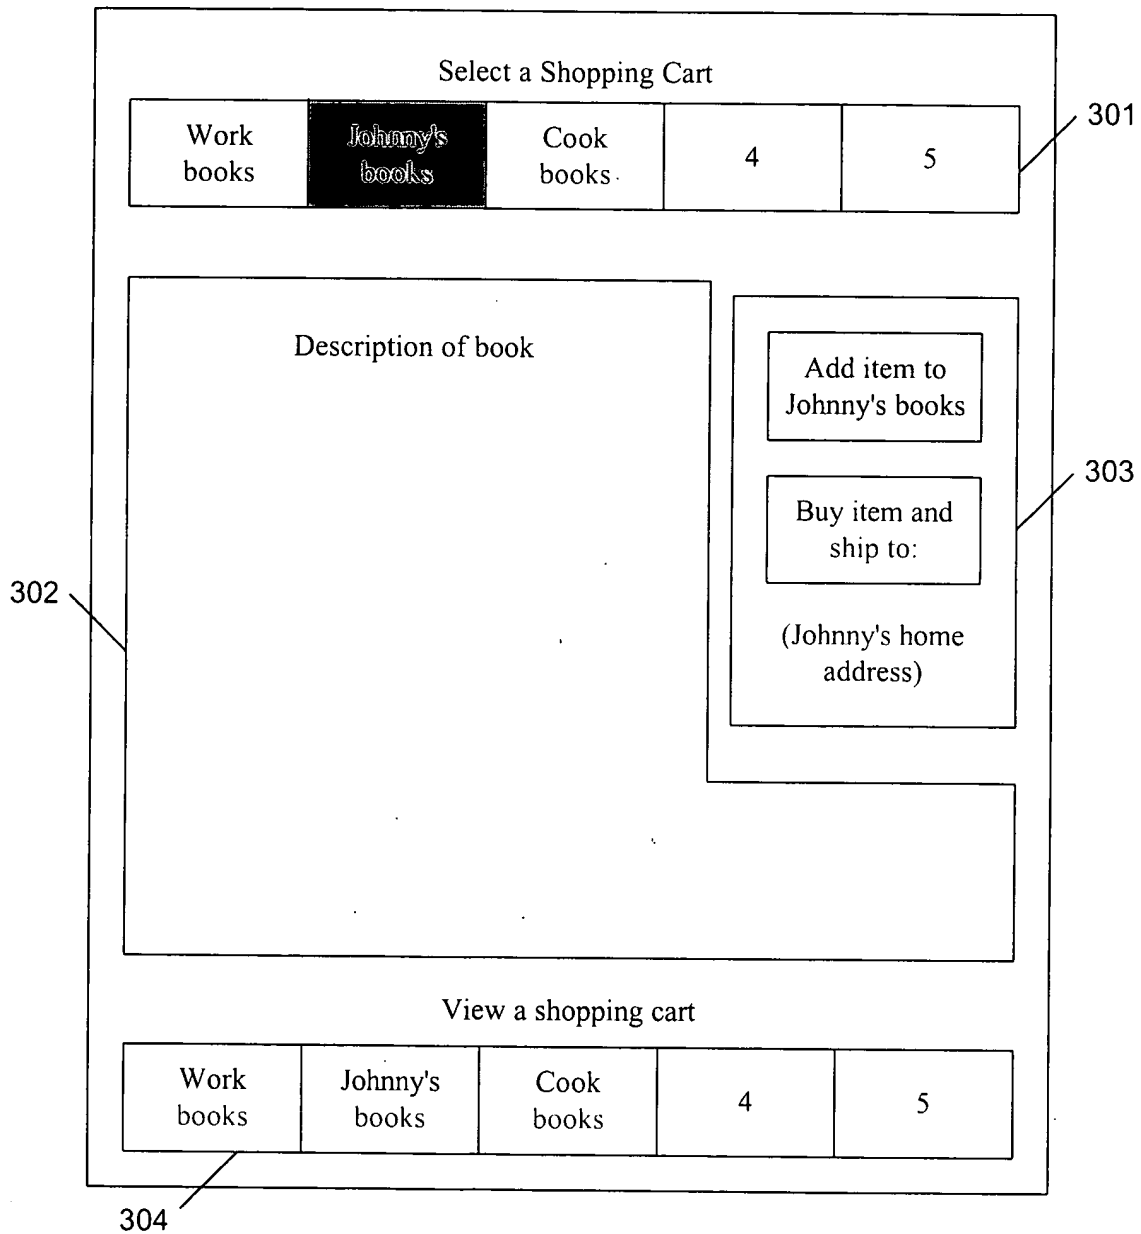 Select a Shopping Cart
Work
books
Johnny's
books
Cook
books
4
5
301
Description of book
Add item to
Johnny's books
303
Buy item and
ship to:
302
(Johnny's home
address)
View a shopping cart
Work
books
Johnny's
books
Cook
books
4
5
304